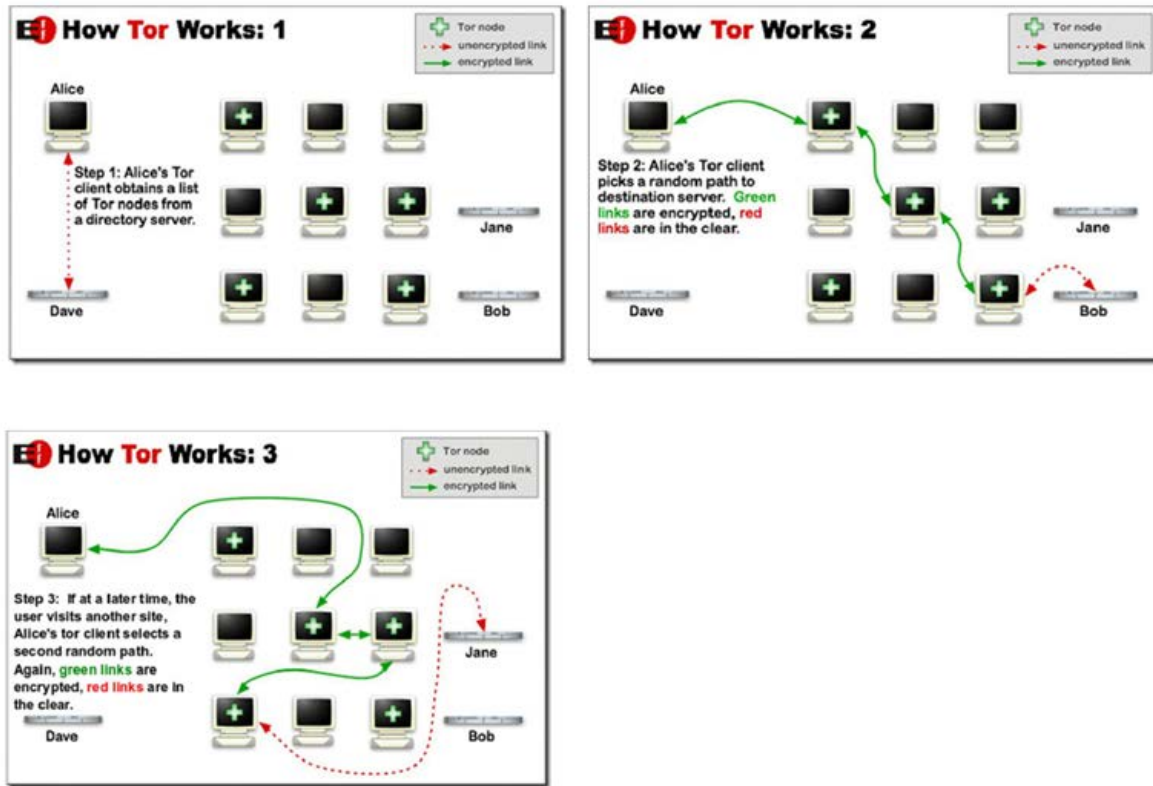 How Tor Works: 1
Tor node
unencrypted link
encrypted link
Alice
Step 1: Alice's Tor
client obtains a list
of Tor nodes from
a directory server.
Jane
Dave
Bob
How Tor Works: 2
Tor node
unencrypted link
encrypted link
Alice
Step 2: Alice's Tor client
picks a random path to
destination server. Green
links are encrypted, red
links are in the clear.
Jane
Dave
Bob
How Tor Works: 3
Tor node
unencrypted link
encrypted link
Alice
Step 3: If at a later time, the
user visits another site,
Alice's tor client selects a
second random path.
Again, green links are
encrypted, red links are in
the clear.
Jane
Dave
Bob